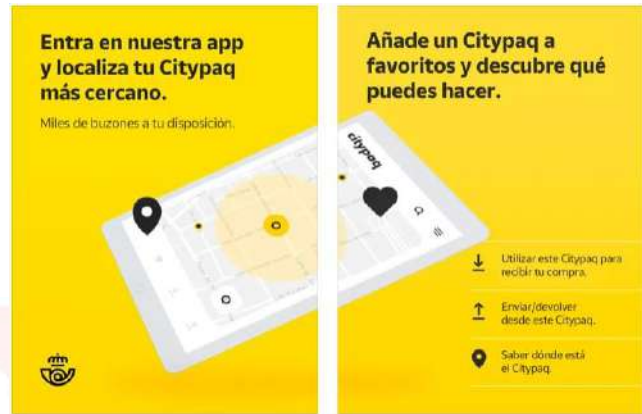 Entra en nuestra app
y localiza tu Citypaq
más cercano.
Miles de buzones a tu disposición.
Añade un Citypaq a
favoritos y descubre qué
puedes hacer.
citypaq
Utilizar este Citypaq para
recibir tu compra.
Enviar/devolver
desde este Citypaq.
Saber dónde está
el Citypaq.